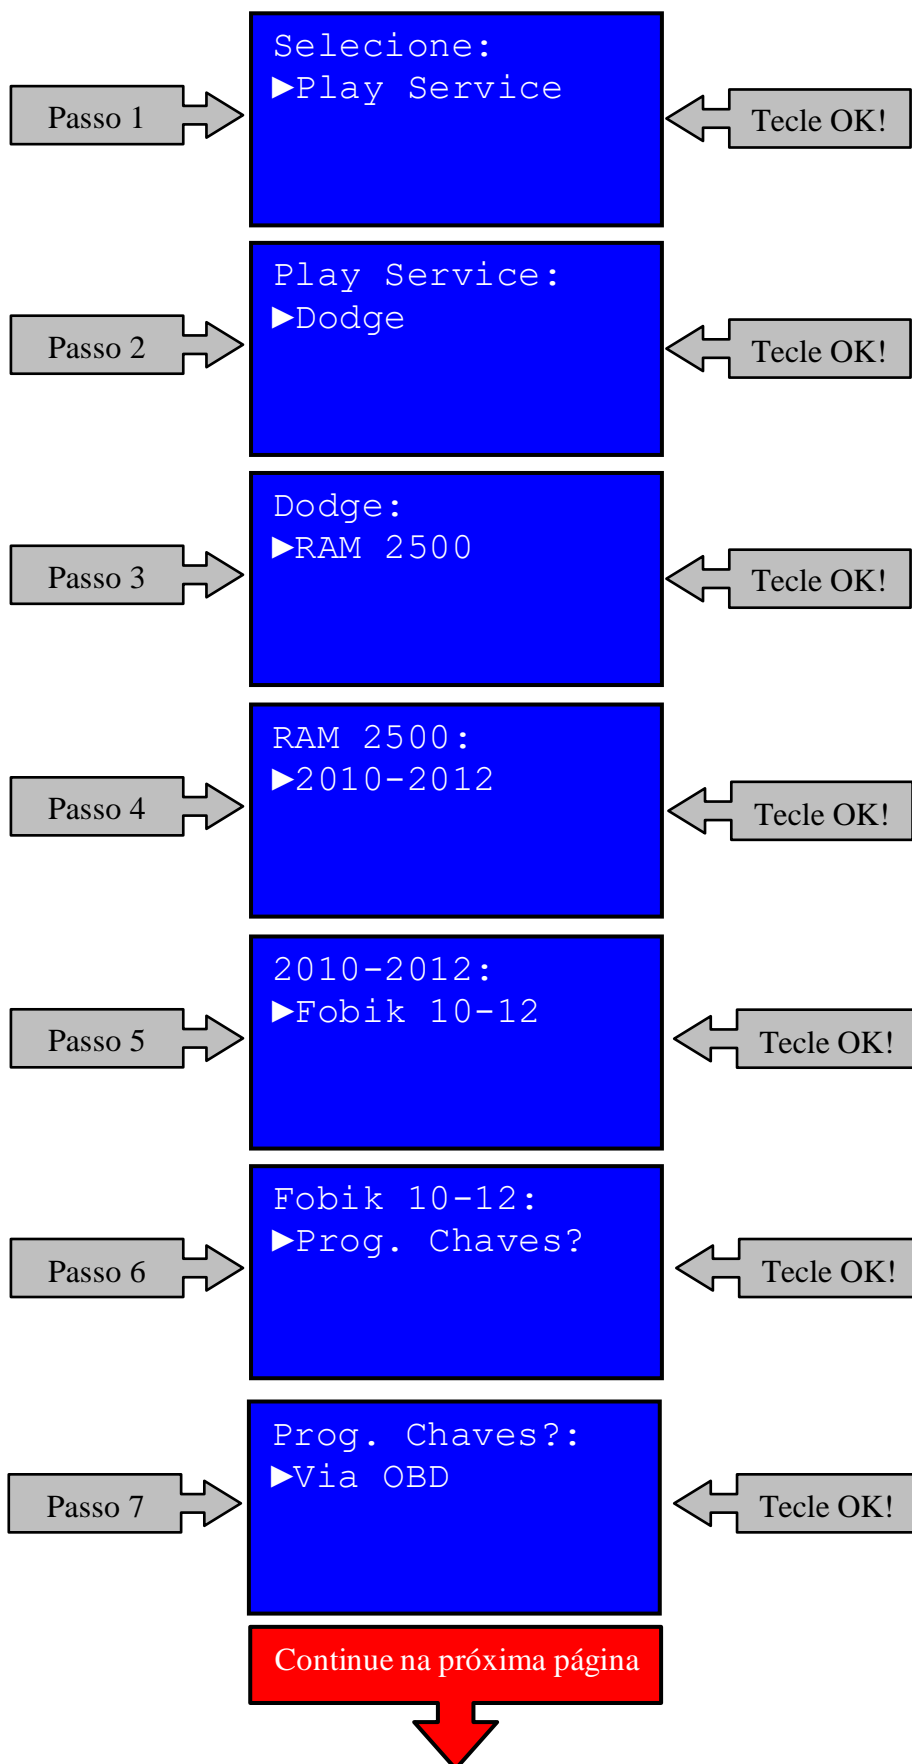 Selecione:
►Play Service
Passo 1
Tecle OK!
Play Service:
►Dodge
Passo 2
Tecle OK!
Dodge:
►RAM 2500
Passo 3
Tecle OK!
RAM 2500:
►2010-2012
Passo 4
Tecle OK!
2010-2012:
►Fobik 10-12
Passo 5
Tecle OK!
Fobik 10-12:
►Prog. Chaves?
Passo 6
Tecle OK!
Prog. Chaves?:
►Via OBD
Passo 7
Tecle OK!
Continue na próxima página